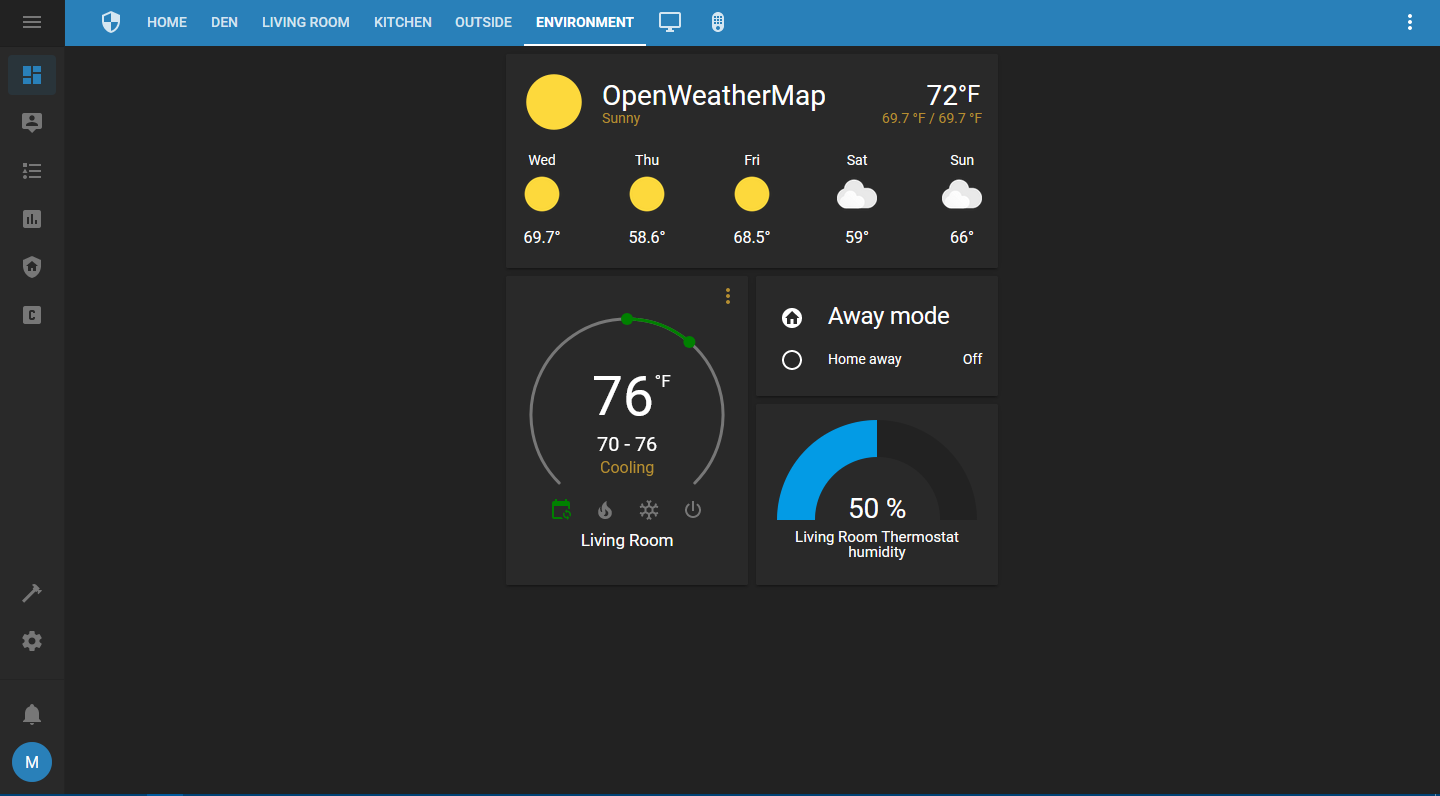 HOME DEN LIVING ROOM KITCHEN OUTSIDE ENVIRONMENT
OpenWeatherMap 72°F
Sunny 69.7 °F / 69.7 °F
Wed Thu Fri Sat Sun
69.7° 58.6° 68.5° 59° 66°
76 °F
70 - 76
Cooling
Living Room
Away mode
Home away Off
50 %
Living Room Thermostat
humidity
C
M